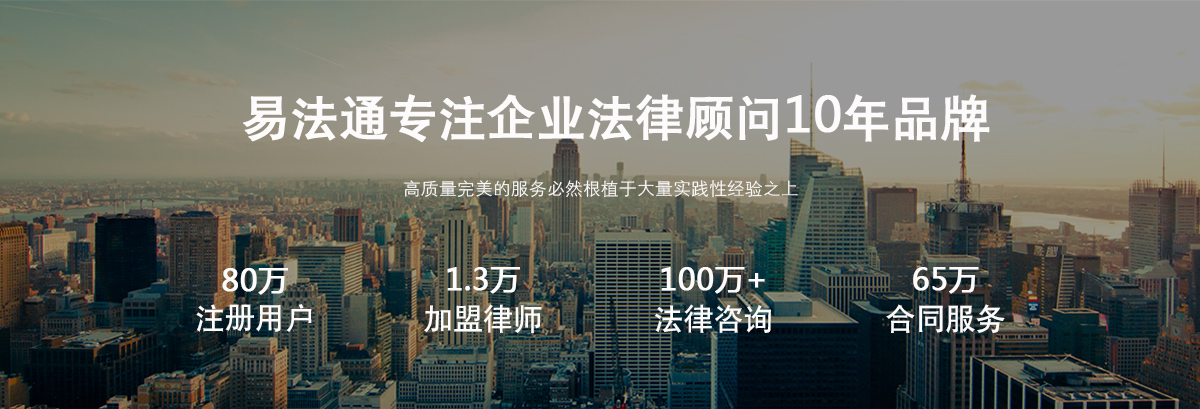 易法通专注企业法律顾问10年品牌
高质量完美的服务必然根植于大量实践性经验之上
80万 1.3万 100万+ 65万
注册用户 加盟律师 法律咨询 合同服务